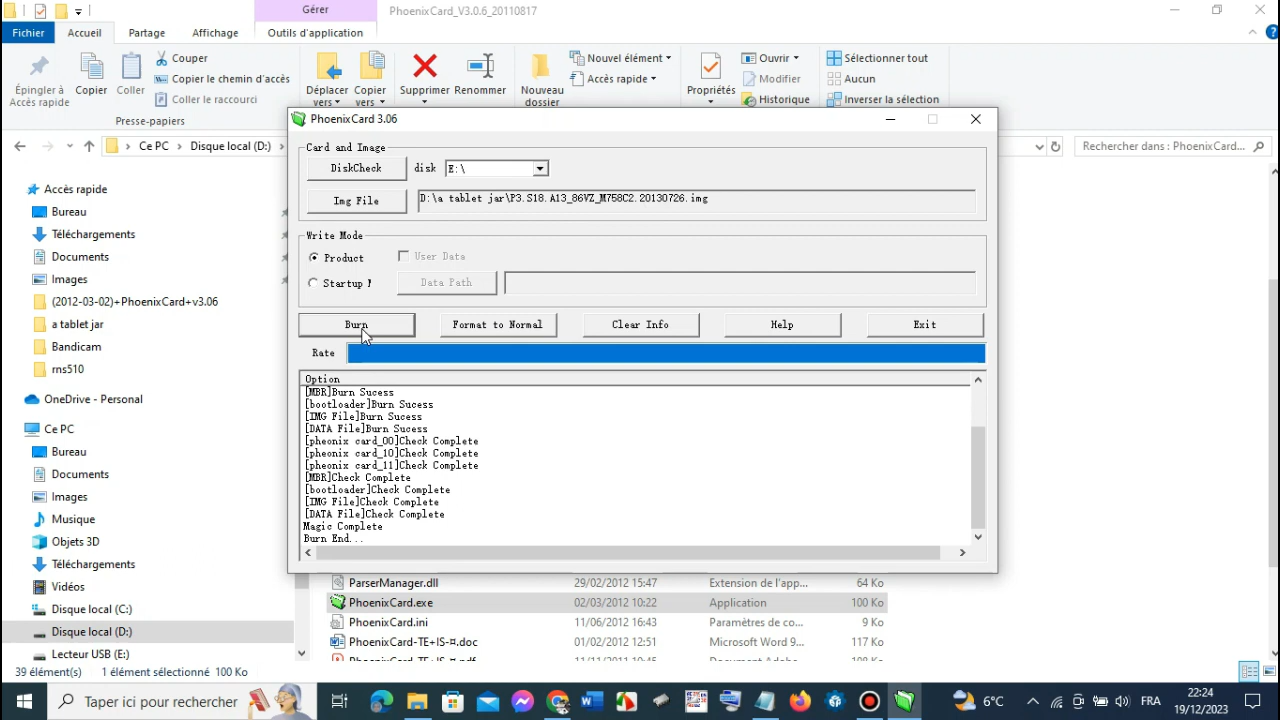 Gérer
PhoenixCard_V3.0.6_20110817
Fichier
Accueil
Partage
Affichage
Outils d'application
Épingler à
Accès rapide
Copier
Coller
Couper
Copier le chemin d'accès
Coller le raccourci
Presse-papiers
Déplacer
vers
Copier
vers
Supprimer
Renommer
Nouveau
dossier
Nouvel élément
Accès rapide
Propriétés
Ouvrir
Modifier
Historique
Sélectionner tout
Aucun
Inverser la sélection
Ce PC
Disque local (D:)
Rechercher dans : PhoenixCard...
PhoenixCard 3.06
Card and Image
DiskCheck
disk
E:\
Img File
D:\a tablet jar\P3.S18.A13_86VZ_M758C2.20130726.img
Write Mode
Product
User Data
Startup !
Data Path
Burn
Format to Normal
Clear Info
Help
Exit
Rate
Option
[MBR]Burn Sucess
[bootloader]Burn Sucess
[IMG File]Burn Sucess
[DATA File]Burn Sucess
[pheonix card_00]Check Complete
[pheonix card_10]Check Complete
[pheonix card_11]Check Complete
[MBR]Check Complete
[bootloader]Check Complete
[IMG File]Check Complete
[DATA File]Check Complete
Magic Complete
Burn End...
Accès rapide
Bureau
Téléchargements
Documents
Images
(2012-03-02)+PhoenixCard+v3.06
a tablet jar
Bandicam
rns510
OneDrive - Personal
Ce PC
Bureau
Documents
Images
Musique
Objets 3D
Téléchargements
Vidéos
Disque local (C:)
Disque local (D:)
Lecteur USB (E:)
ParserManager.dll 29/02/2012 15:47 Extension de l'app... 64 Ko
PhoenixCard.exe 02/03/2012 10:22 Application 100 Ko
PhoenixCard.ini 11/06/2012 16:43 Paramètres de co... 9 Ko
PhoenixCard-TE+IS-¤.doc 01/02/2012 12:51 Microsoft Word 9... 117 Ko
39 élément(s)
1 élément sélectionné 100 Ko
Taper ici pour rechercher
6°C
FRA
22:24
19/12/2023